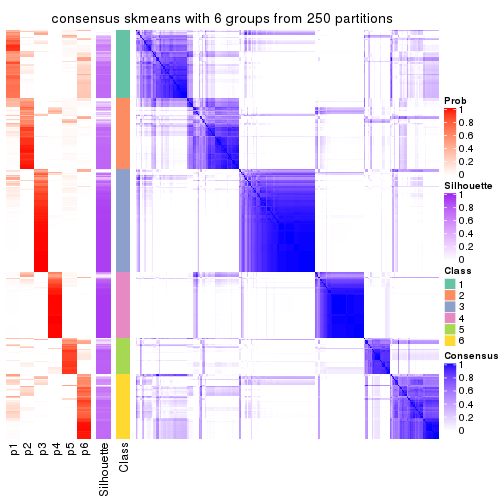 consensus skmeans with 6 groups from 250 partitions
Prob
1
0.8
0.6
0.4
0.2
0
Silhouette
1
0.8
0.6
0.4
0.2
0
Class
1
2
3
4
5
6
Consensus
1
0.8
0.6
0.4
0.2
0
p1
p2
p3
p4
p5
p6
Silhouette
Class